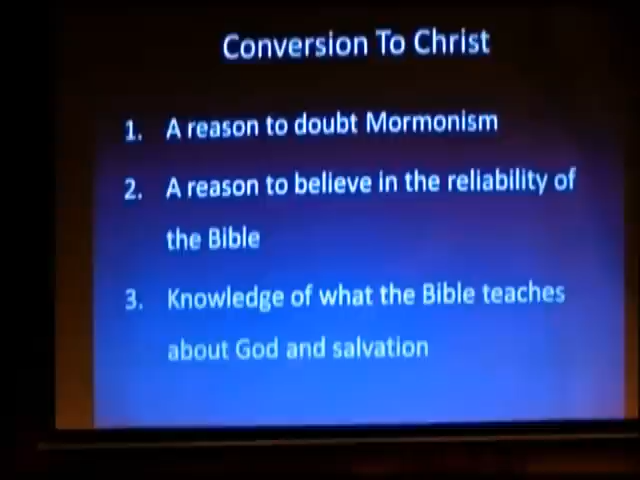 Conversion To Christ
1. A reason to doubt Mormonism
2. A reason to believe in the reliability of
the Bible
3. Knowledge of what the Bible teaches
about God and salvation